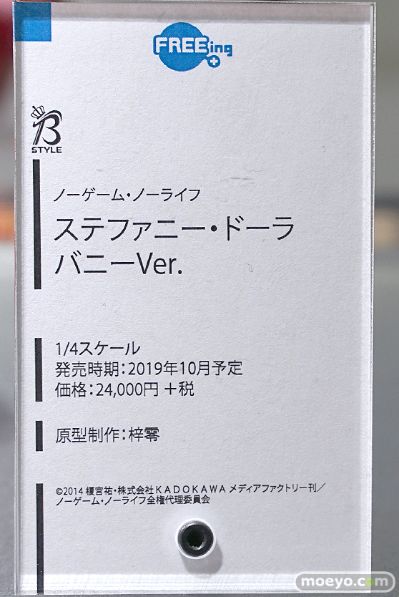 FREEing
B
STYLE
ノーゲーム・ノーライフ
ステファニー・ドーラ
バニーVer.
1/4スケール
発売時期：2019年10月予定
価格：24,000円 +税
原型制作：梓零
©2014 榎宮祐・株式会社KADOKAWA メディアファクトリー刊／
ノーゲーム・ノーライフ全権代理委員会
moeyo.com